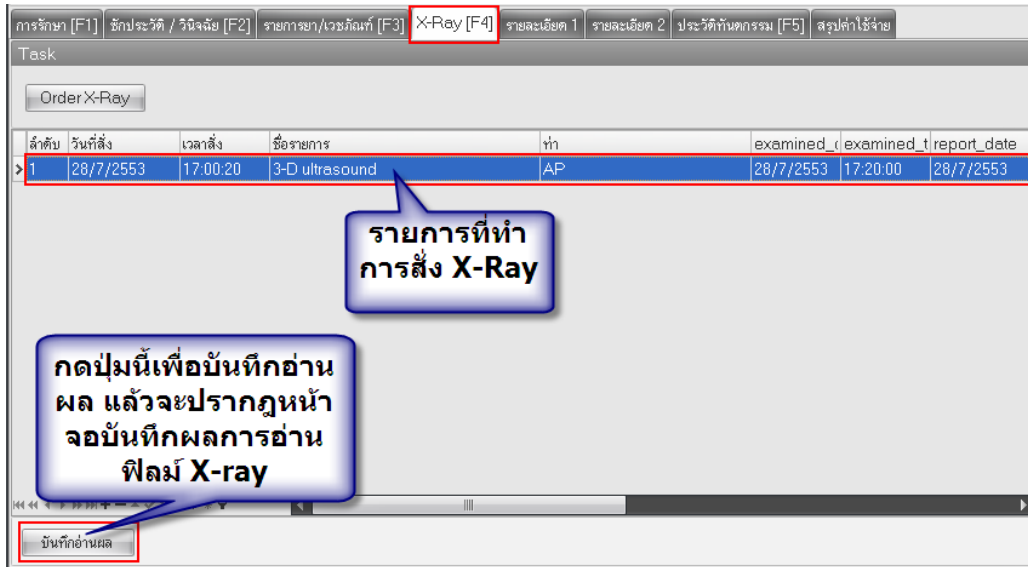 การรักษา [F1] ซักประวัติ / วินิจฉัย [F2] รายการยา/เวชภัณฑ์ [F3] X-Ray [F4] รายละเอียด 1 รายละเอียด 2 ประวัติทันตกรรม [F5] สรุปค่าใช้จ่าย
Task
Order X-Ray
ลำดับ วันที่สั่ง เวลาสั่ง ชื่อรายการ ท่า examined_ examined_t report_date
1 28/7/2553 17:00:20 3-D ultrasound AP 28/7/2553 17:20:00 28/7/2553
รายการที่ทำ
การสั่ง X-Ray
กดปุ่มนี้เพื่อบันทึกอ่าน
ผล แล้วจะปรากฎหน้า
จอบันทึกผลการอ่าน
ฟิลม์ X-ray
บันทึกอ่านผล